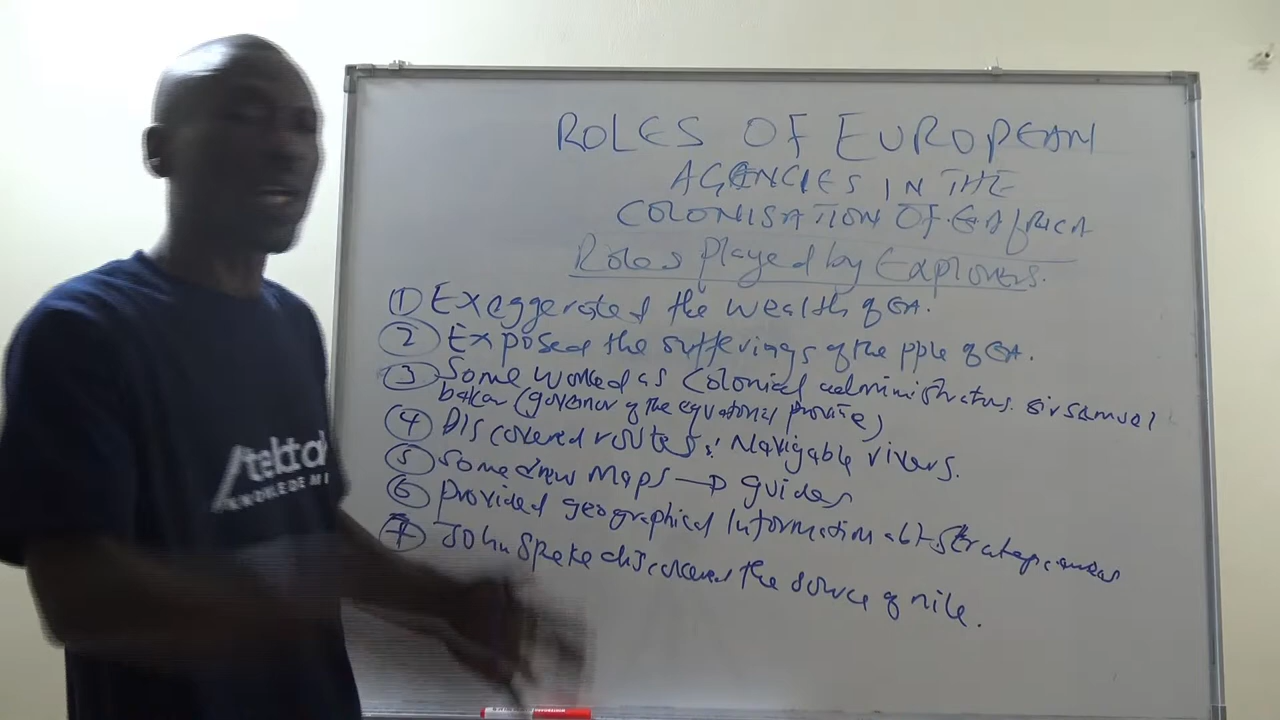 ROLES OF EUROPEAN
AGENCIES IN THE
COLONISATION OF E. AfRICA
Roles played by Explorers.
① Exaggerated the wealth of EA.
② Exposed the sufferings of the pple of EA.
③ Some worked as Colonial administrators. Sir Samuel
baker (governor of the equatorial province)
④ Discovered routes & Navigable rivers.
⑤ Some drew Maps → guides
⑥ Provided geographical Information abt strategic areas
⑦ John Speke discovered the source of nile.
tekta
KNOWLEDEMI